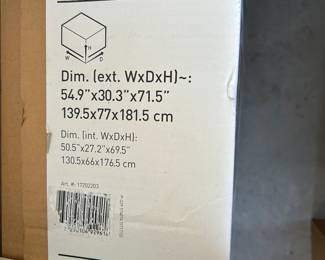 H
W D
Dim. (ext. WxDxH)~:
54.9"x30.3"x71.5"
139.5x77x181.5 cm
Dim. (int. WxDxH):
50.5"x27.2"x69.5"
130.5x66x176.5 cm
Art. #: 17202203